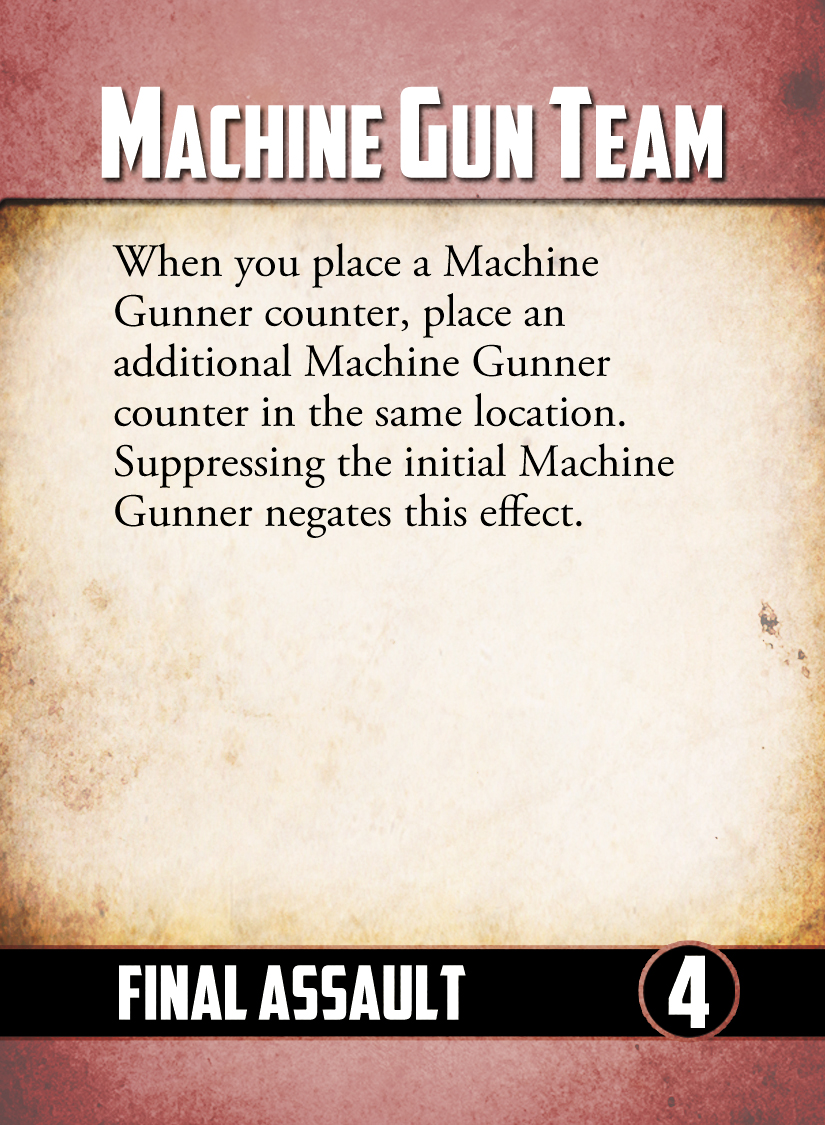 Machine Gun Team
When you place a Machine
Gunner counter, place an
additional Machine Gunner
counter in the same location.
Suppressing the initial Machine
Gunner negates this effect.
FINAL ASSAULT
4